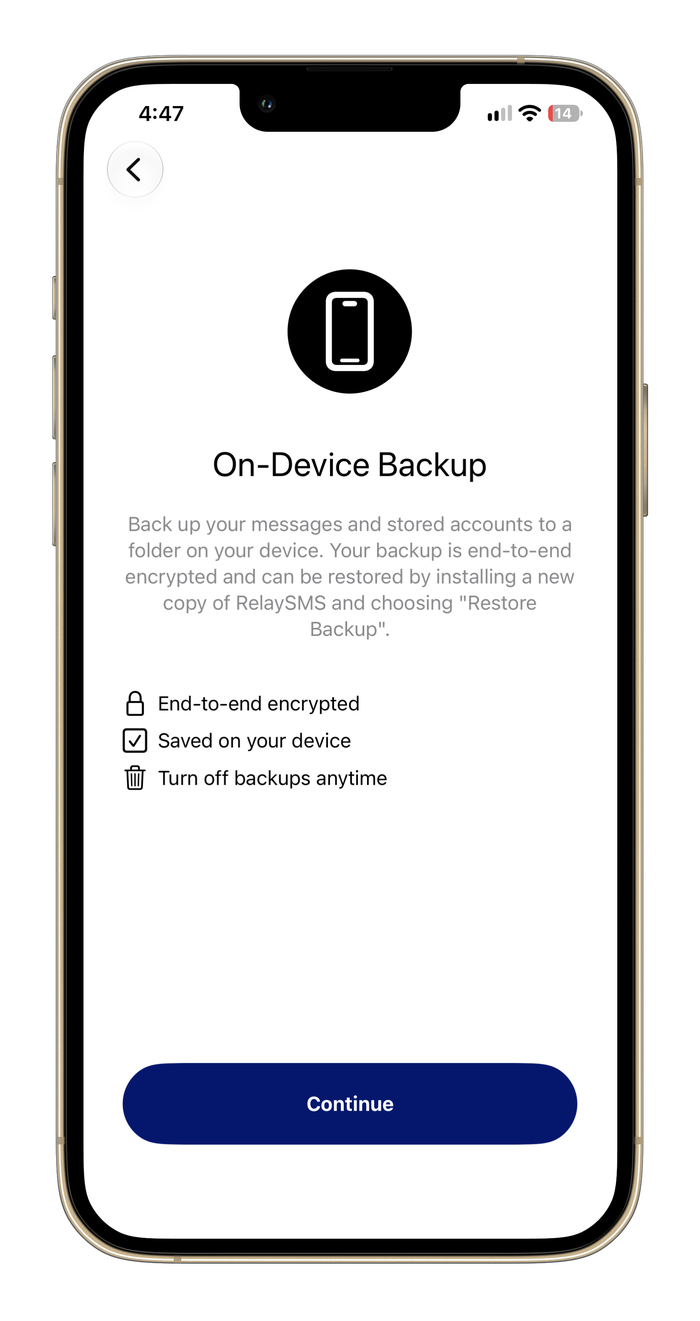 4:47
14
On-Device Backup
Back up your messages and stored accounts to a
folder on your device. Your backup is end-to-end
encrypted and can be restored by installing a new
copy of RelaySMS and choosing "Restore
Backup".
End-to-end encrypted
Saved on your device
Turn off backups anytime
Continue